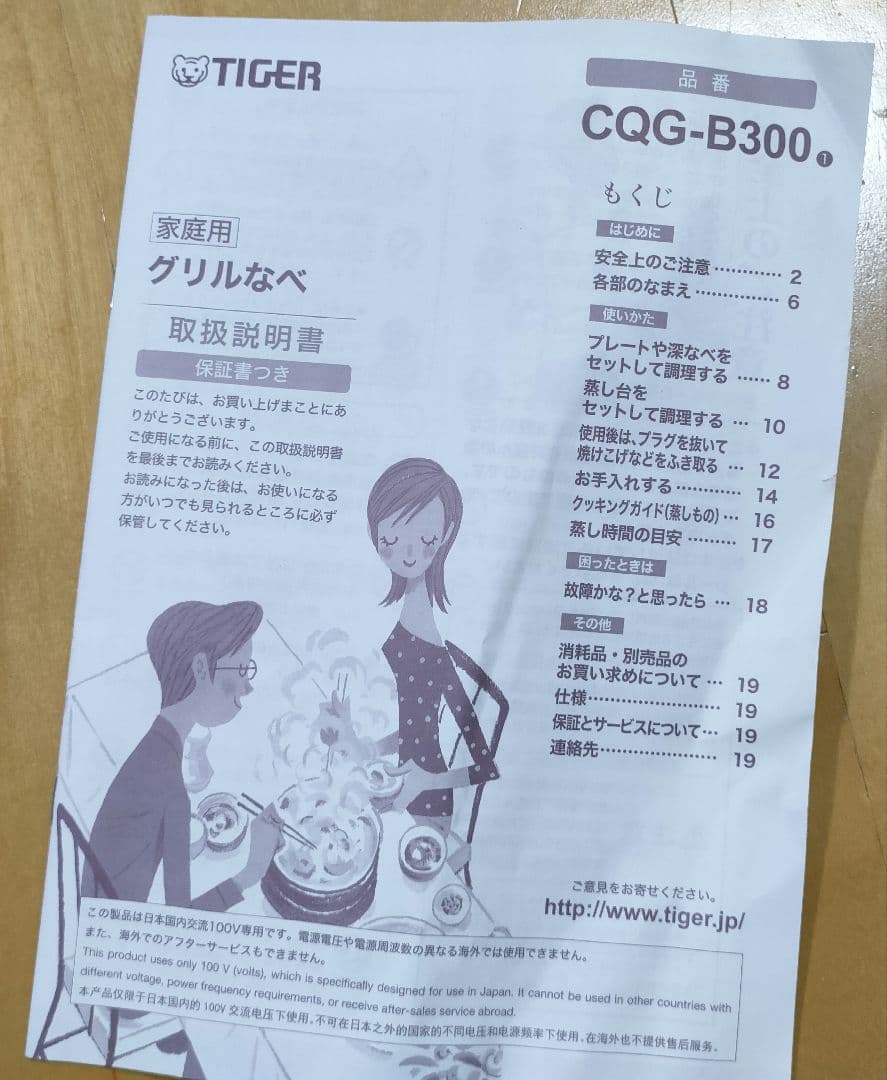 TIGER
家庭用
グリルなべ
取扱説明書
保証書つき
このたびは、お買い上げまことにあ
りがとうございます。
ご使用になる前に、この取扱説明書
を最後までお読みください。
お読みになった後は、お使いになる
方がいつでも見られるところに必ず
保管してください。
品番
CQG-B300 ①
もくじ
はじめに
安全上のご注意………… 2
各部のなまえ…………… 6
使いかた
プレートや深なべを
セットして調理する …… 8
蒸し台を
セットして調理する … 10
使用後は、プラグを抜いて
焼けこげなどをふき取る … 12
お手入れする………… 14
クッキングガイド(蒸しもの)… 16
蒸し時間の目安……… 17
困ったときは
故障かな?と思ったら … 18
その他
消耗品・別売品の
お買い求めについて… 19
仕様…………………… 19
保証とサービスについて… 19
連絡先………………… 19
ご意見をお寄せください。
http://www.tiger.jp/
この製品は日本国内交流100V専用です。電源電圧や電源周波数の異なる海外では使用できません。
また、海外でのアフターサービスもできません。
This product uses only 100 V (volts), which is specifically designed for use in Japan. It cannot be used in other countries with
different voltage, power frequency requirements, or receive after-sales service abroad.
本产品仅限于日本国内的 100V 交流电压下使用,不可在日本之外的国家的不同电压和电源频率下使用,在海外也不提供售后服务。